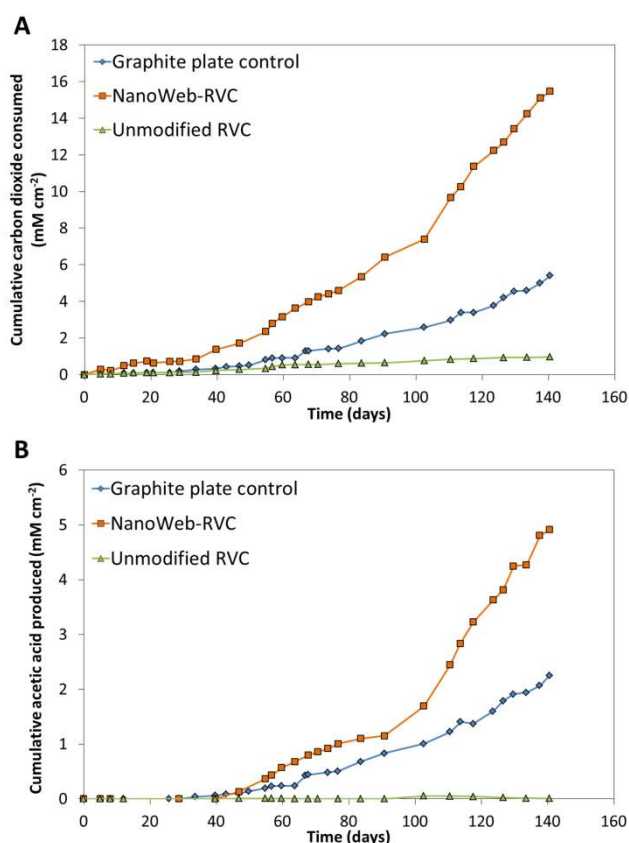 A
Cumulative carbon dioxide consumed
(mM cm⁻²)
18
16
14
12
10
8
6
4
2
0
Graphite plate control
NanoWeb-RVC
Unmodified RVC
0 20 40 60 80 100 120 140 160
Time (days)
B
Cumulative acetic acid produced (mM cm⁻²)
6
5
4
3
2
1
0
Graphite plate control
NanoWeb-RVC
Unmodified RVC
0 20 40 60 80 100 120 140 160
Time (days)